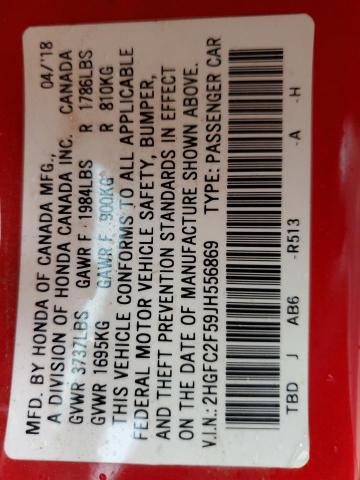 MFD. BY HONDA OF CANADA MFG., 04/'18
A DIVISION OF HONDA CANADA INC. CANADA
GVWR 3737LBS GAWR F 1984LBS R 1786LBS
GVWR 1695KG GAWR F 900KG R 810KG
THIS VEHICLE CONFORMS TO ALL APPLICABLE
FEDERAL MOTOR VEHICLE SAFETY, BUMPER,
AND THEFT PREVENTION STANDARDS IN EFFECT
ON THE DATE OF MANUFACTURE SHOWN ABOVE.
V.I.N.: 2HGFC2F59JH556869 TYPE: PASSENGER CAR
TBD J AB6 -R513 -A -H